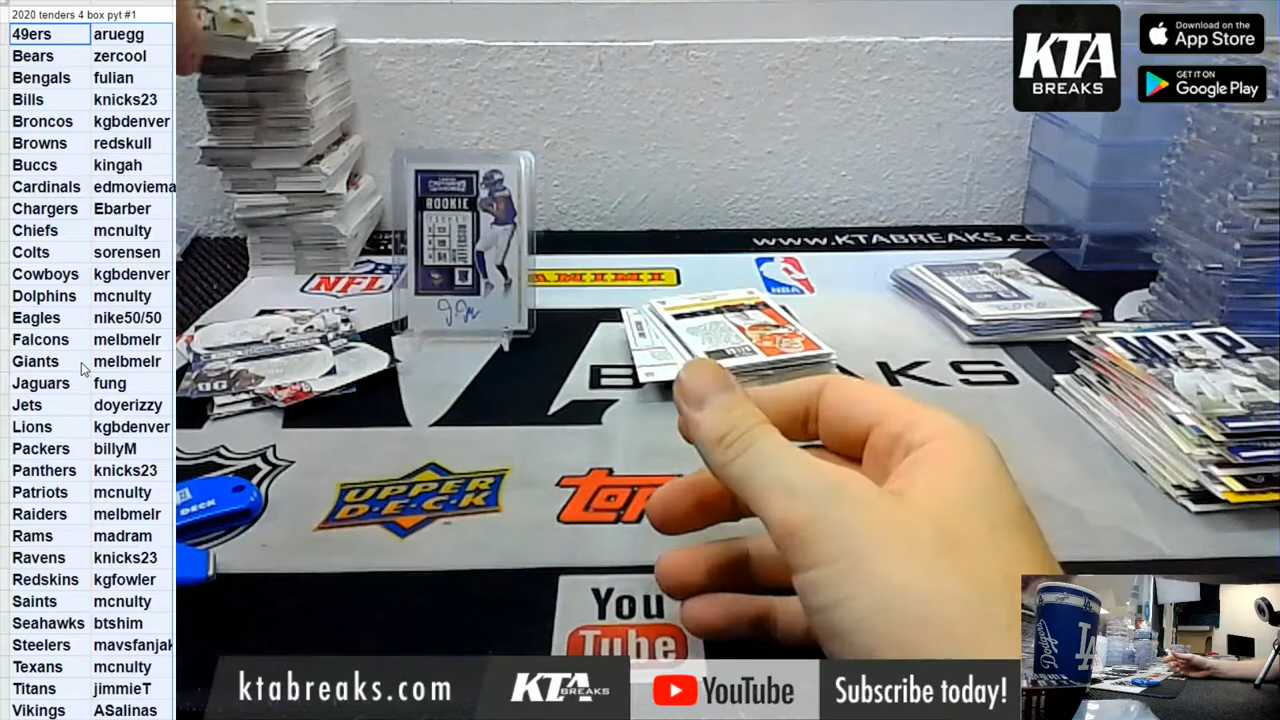 2020 tenders 4 box pyt #1
49ers aruegg
Bears zercool
Bengals fulian
Bills knicks23
Broncos kgbdenver
Browns redskull
Buccs kingah
Cardinals edmoviema
Chargers Ebarber
Chiefs mcnulty
Colts sorensen
Cowboys kgbdenver
Dolphins mcnulty
Eagles nike50/50
Falcons melbmelr
Giants melbmelr
Jaguars fung
Jets doyerizzy
Lions kgbdenver
Packers billyM
Panthers knicks23
Patriots mcnulty
Raiders melbmelr
Rams madram
Ravens knicks23
Redskins kgfowler
Saints mcnulty
Seahawks btshim
Steelers mavsfanjak
Texans mcnulty
Titans jimmieT
Vikings ASalinas
KTA
BREAKS
Download on the
App Store
GET IT ON
Google Play
ROOKIE
WWW.KTABREAKS.C
NFL
PANINI
NBA
BREAKS
UPPER
DECK
DECK
You
Tube
Dodgers
LA
ktabreaks.com
KTA
BREAKS
YouTube
Subscribe today!